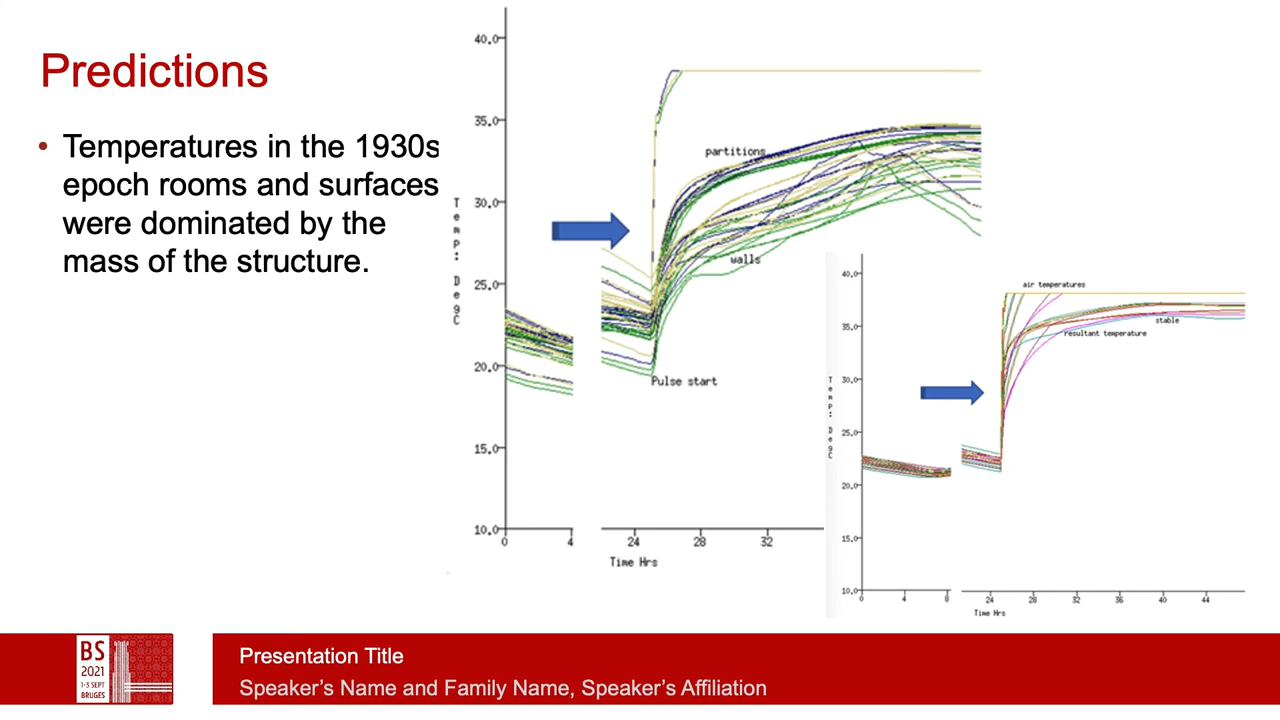 Predictions
• Temperatures in the 1930s
epoch rooms and surfaces
were dominated by the
mass of the structure.
40.0
35.0
30.0
25.0
20.0
15.0
10.0
Temp: DegC
partitions
walls
Pulse start
0
4
24
28
32
Time Hrs
40.0
35.0
30.0
25.0
20.0
15.0
10.0
Temp: DegC
air temperatures
stable
resultant temperature
0
4
8
24
28
32
36
40
44
Time Hrs
BS
2021
1-3 SEPT
BRUGES
Presentation Title
Speaker's Name and Family Name, Speaker's Affiliation